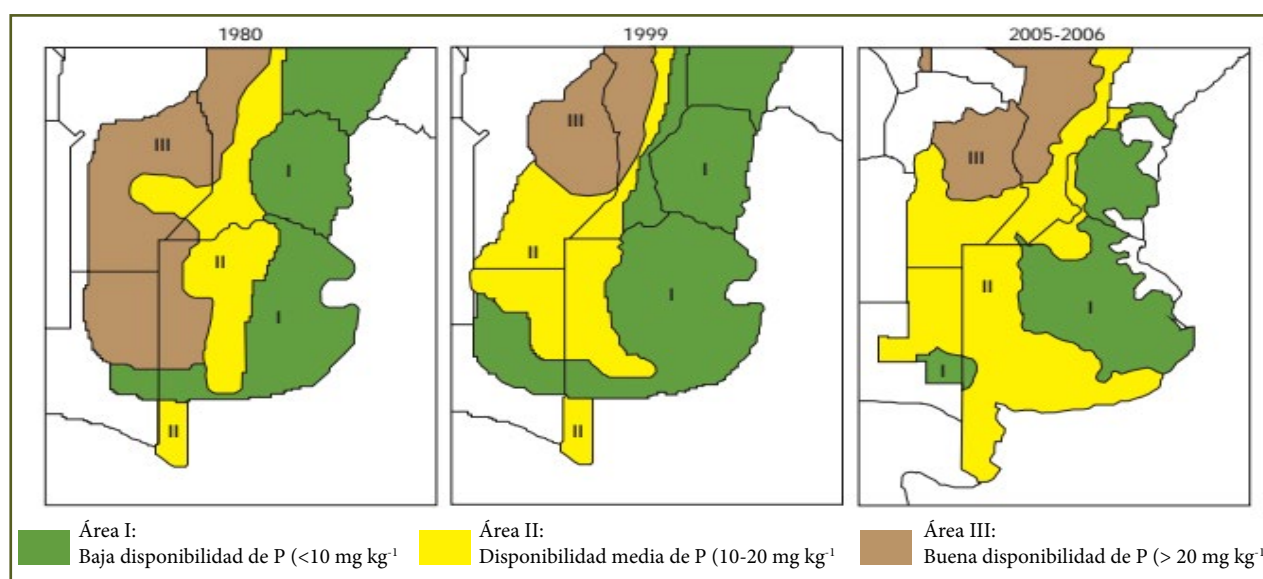 1980
1999
2005-2006
III
I
II
I
II
III
I
II
I
II
III
II
I
I
Área I:
Baja disponibilidad de P (<10 mg kg-1
Área II:
Disponibilidad media de P (10-20 mg kg-1
Área III:
Buena disponibilidad de P (> 20 mg kg-1